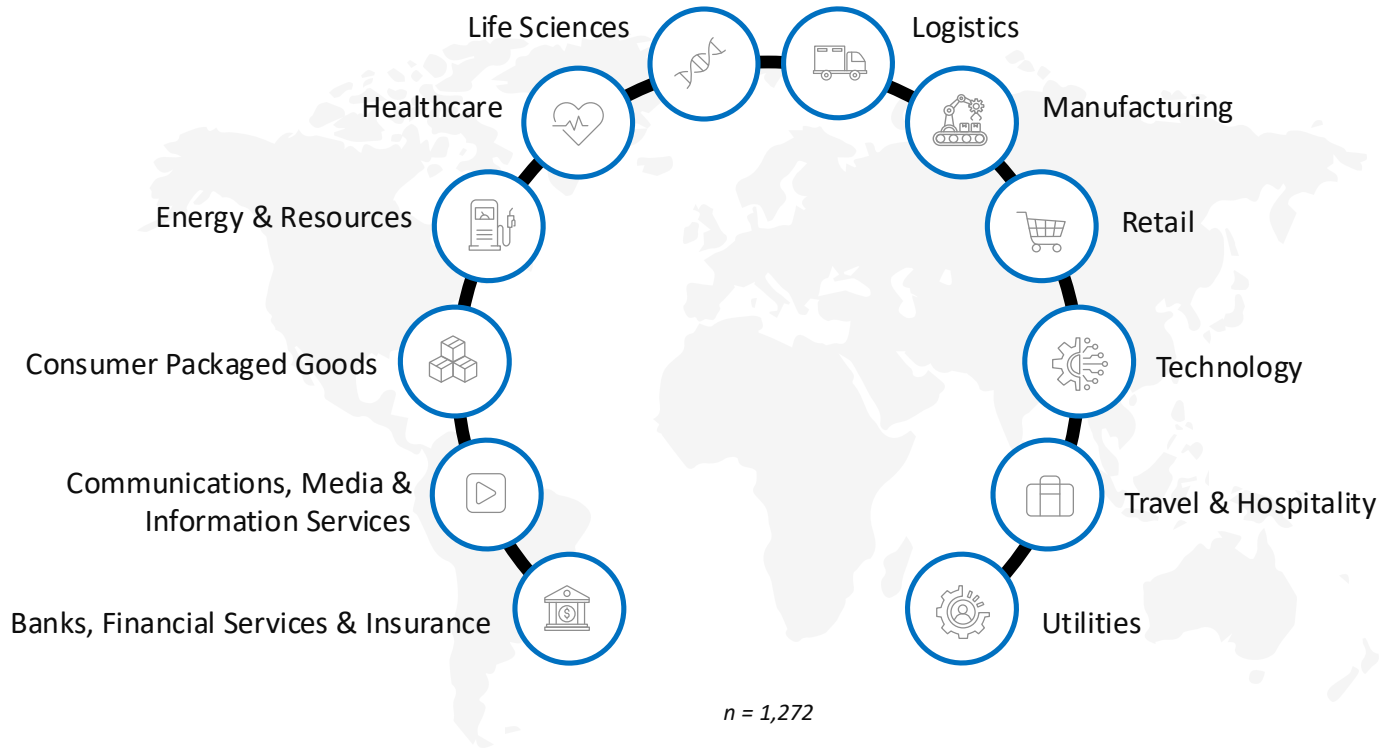 Life Sciences
Logistics
Healthcare
Manufacturing
Energy & Resources
Retail
Consumer Packaged Goods
Technology
Communications, Media &
Information Services
Travel & Hospitality
Banks, Financial Services & Insurance
Utilities
n = 1,272